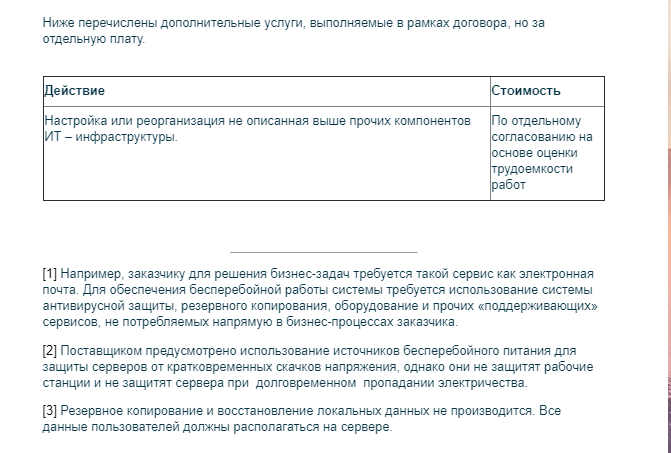 Ниже перечислены дополнительные услуги, выполняемые в рамках договора, но за
отдельную плату.
Действие
Стоимость
Настройка или реорганизация не описанная выше прочих компонентов
ИТ – инфраструктуры.
По отдельному
согласованию на
основе оценки
трудоемкости
работ
[1] Например, заказчику для решения бизнес-задач требуется такой сервис как электронная
почта. Для обеспечения бесперебойной работы системы требуется использование системы
антивирусной защиты, резервного копирования, оборудование и прочих «поддерживающих»
сервисов, не потребляемых напрямую в бизнес-процессах заказчика.
[2] Поставщиком предусмотрено использование источников бесперебойного питания для
защиты серверов от кратковременных скачков напряжения, однако они не защитят рабочие
станции и не защитят сервера при  долговременном  пропадании электричества.
[3] Резервное копирование и восстановление локальных данных не производится. Все
данные пользователей должны располагаться на сервере.